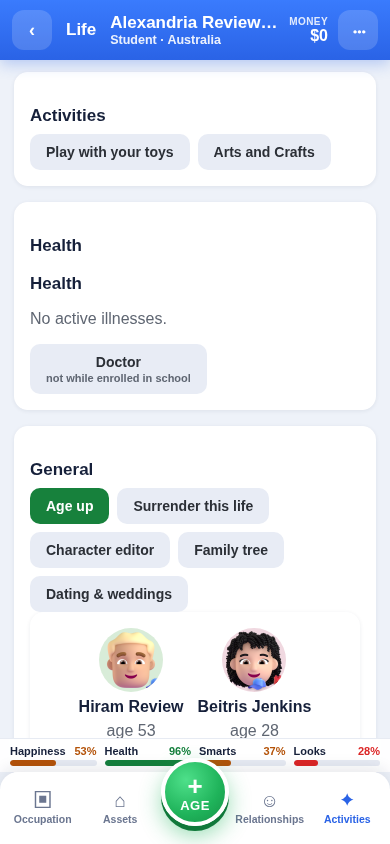 ‹
Life
Alexandria Review…
Student · Australia
MONEY
$0
•••
Activities
Play with your toys
Arts and Crafts
Health
Health
No active illnesses.
Doctor
not while enrolled in school
General
Age up
Surrender this life
Character editor
Family tree
Dating & weddings
Hiram Review
Beitris Jenkins
age 53
age 28
Happiness 53%
Health 96%
Smarts 37%
Looks 28%
+
AGE
Occupation
Assets
Relationships
Activities